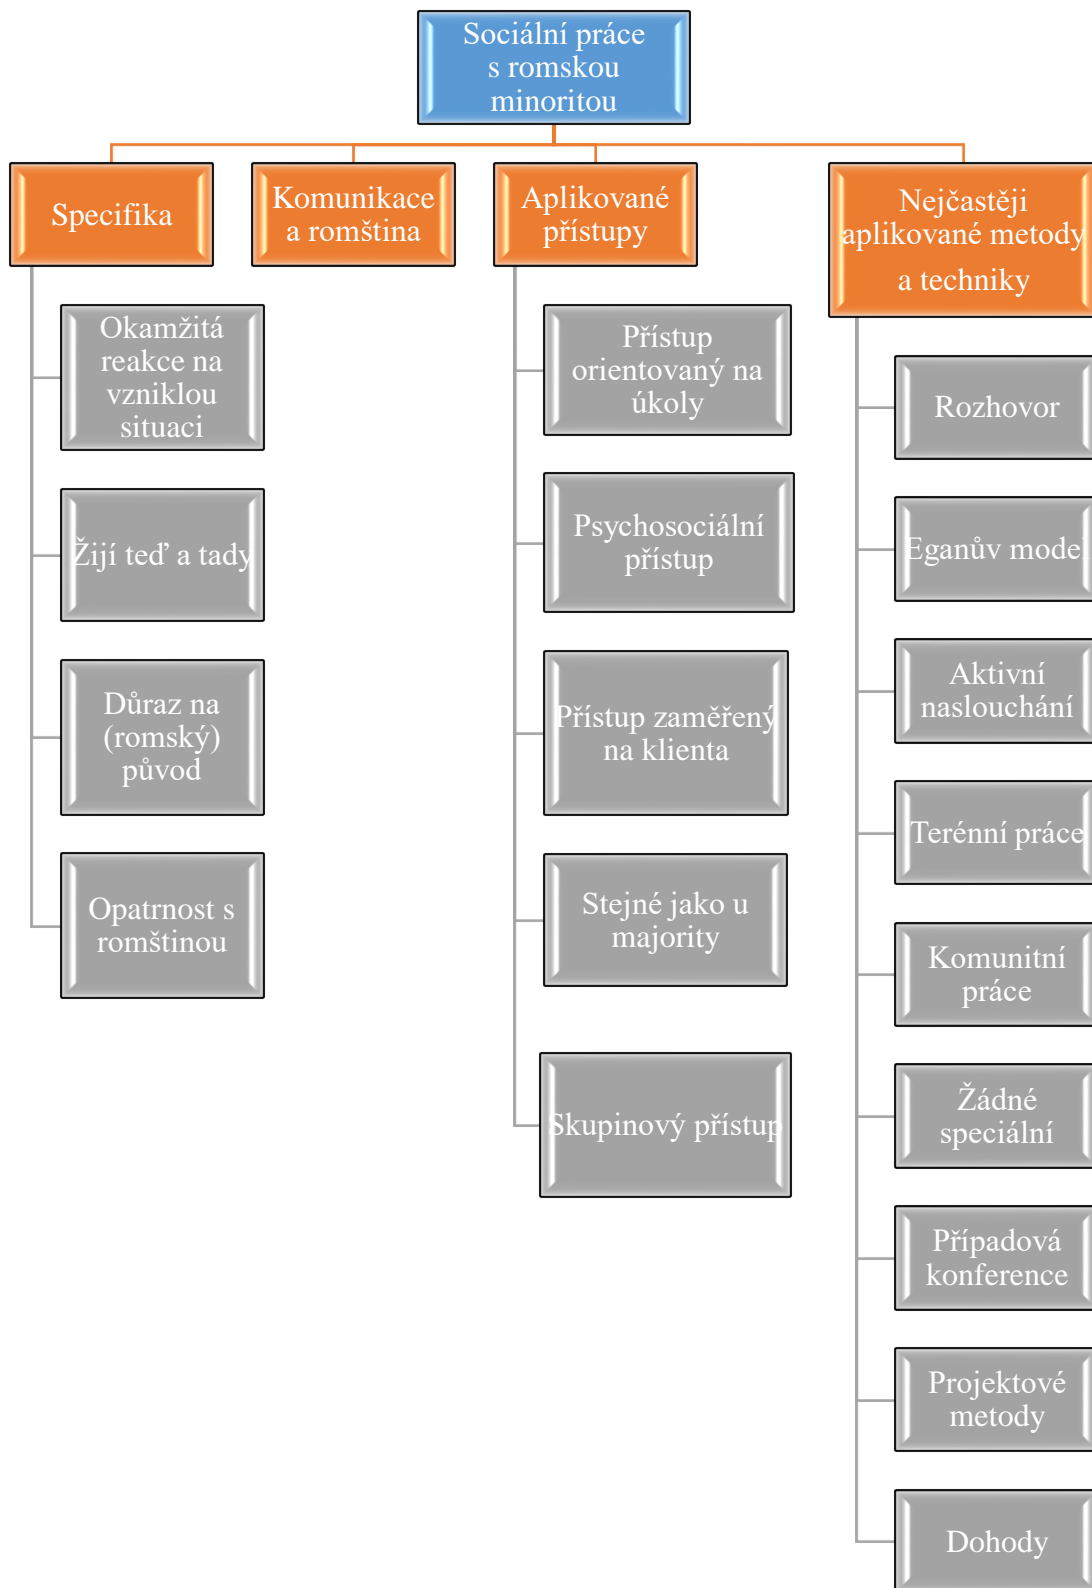 Sociální práce
s romskou
minoritou
Specifika
Okamžitá
reakce na
vzniklou
situaci
Žijí teď a tady
Důraz na
(romský)
původ
Opatrnost s
romštinou
Komunikace
a romština
Aplikované
přístupy
Přístup
orientovaný na
úkoly
Psychosociální
přístup
Přístup zaměřený
na klienta
Stejné jako u
majority
Skupinový přístup
Nejčastěji
aplikované metody
a techniky
Rozhovor
Eganův model
Aktivní
naslouchání
Terénní práce
Komunitní
práce
Žádné
speciální
Případová
konference
Projektové
metody
Dohody